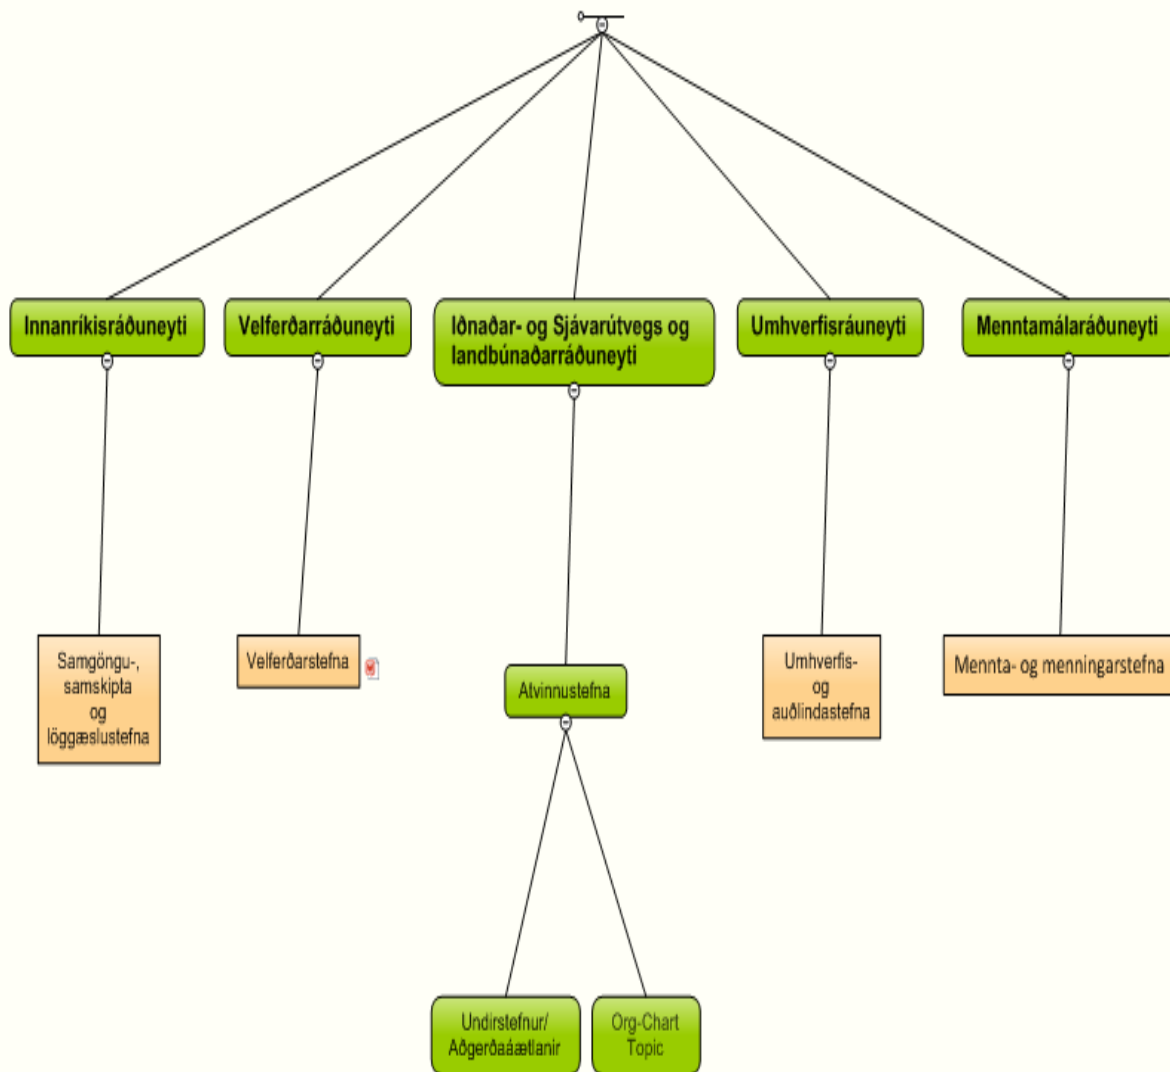 Innanríkisráðuneyti
Velferðarráðuneyti
Iðnaðar- og Sjávarútvegs og
landbúnaðarráðuneyti
Umhverfisráuneyti
Menntamálaráðuneyti
Samgöngu-,
samskipta
og
löggæslustefna
Velferðarstefna
Atvinnustefna
Umhverfis-
og
auðlindastefna
Mennta- og menningarstefna
Undirstefnur/
Aðgerðaáætlanir
Org-Chart
Topic